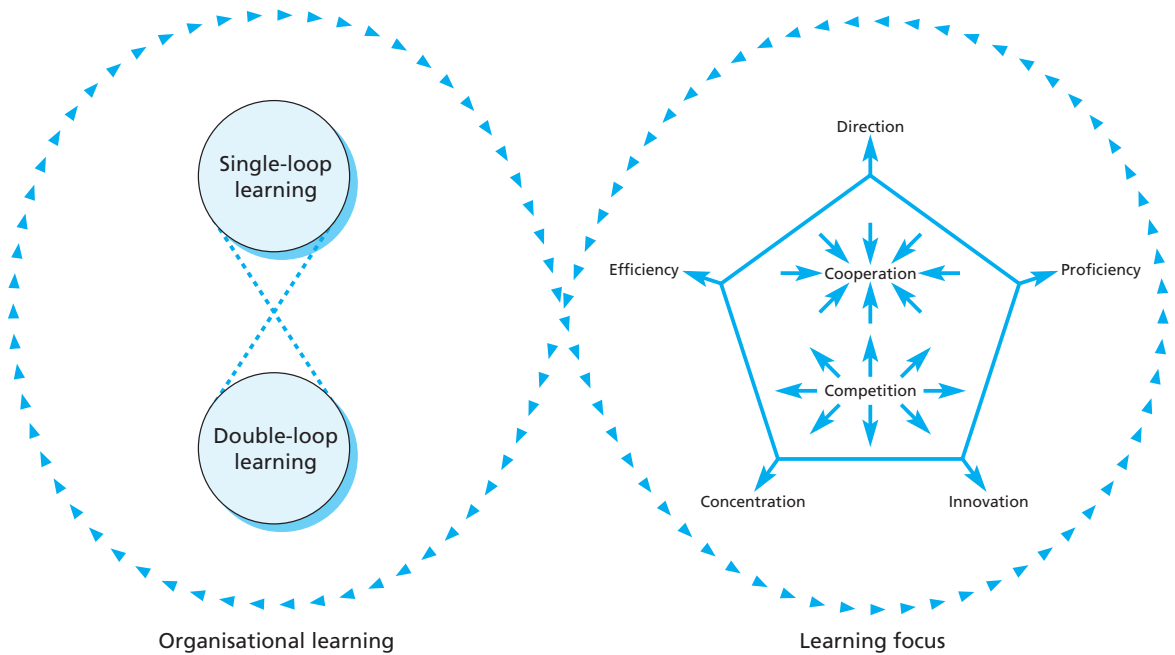 Single-loop
learning
Double-loop
learning
Organisational learning
Direction
Efficiency
Cooperation
Proficiency
Competition
Concentration
Innovation
Learning focus